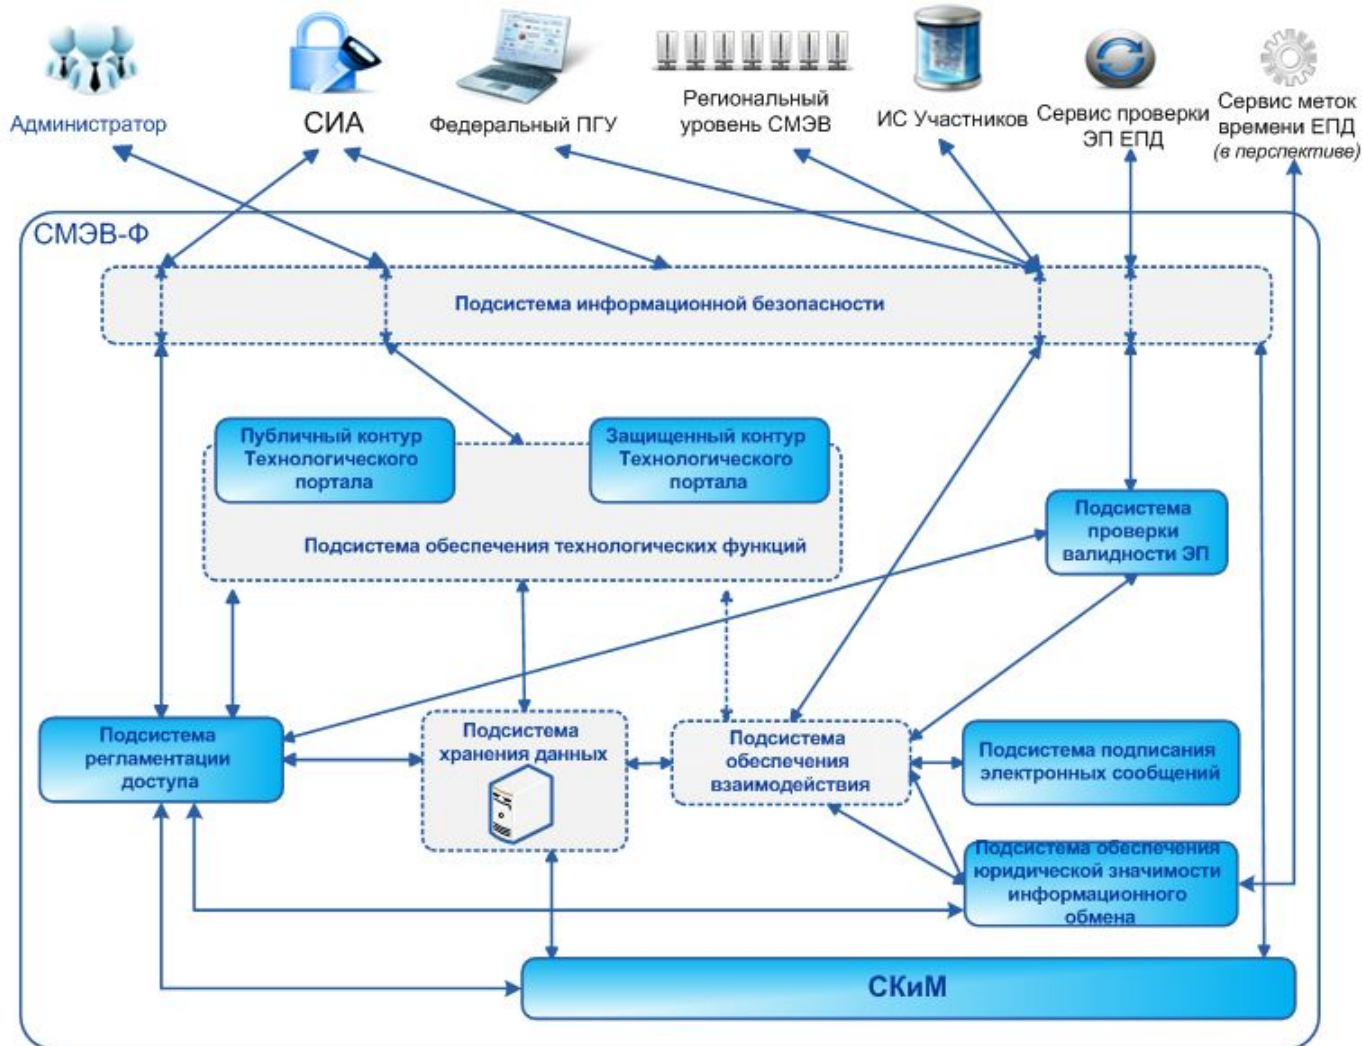 Администратор
СИА
Федеральный ПГУ
Региональный
уровень СМЭВ
ИС Участников
Сервис проверки
ЭП ЕПД
Сервис меток
времени ЕПД
(в перспективе)
СМЭВ-Ф
Подсистема информационной безопасности
Публичный контур
Технологического
портала
Защищенный контур
Технологического
портала
Подсистема обеспечения технологических функций
Подсистема
проверки
валидности ЭП
Подсистема
регламентации
доступа
Подсистема
хранения данных
Подсистема
обеспечения
взаимодействия
Подсистема подписания
электронных сообщений
Подсистема обеспечения
юридической значимости
информационного
обмена
СКиМ